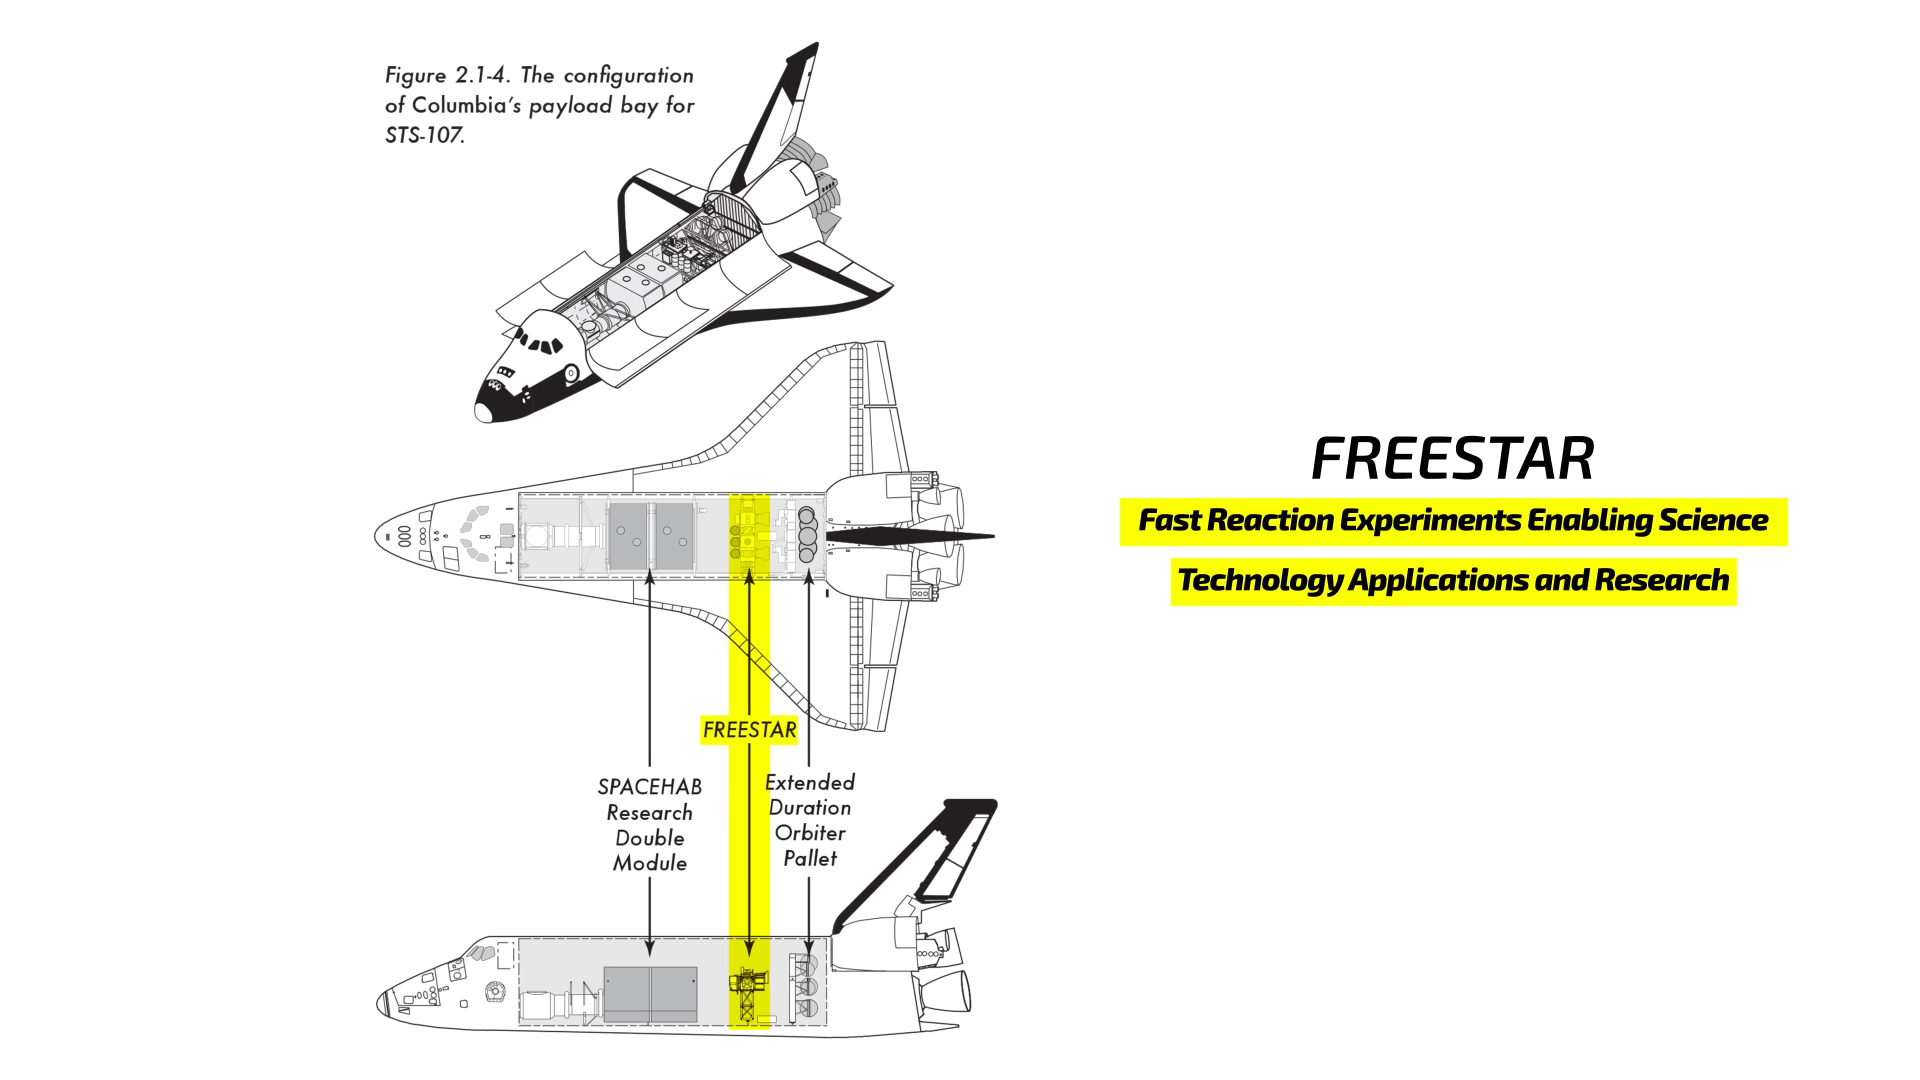 Figure 2.1-4. The configuration
of Columbia's payload bay for
STS-107.
FREESTAR
Fast Reaction Experiments Enabling Science
Technology Applications and Research
FREESTAR
SPACEHAB
Research
Double
Module
Extended
Duration
Orbiter
Pallet